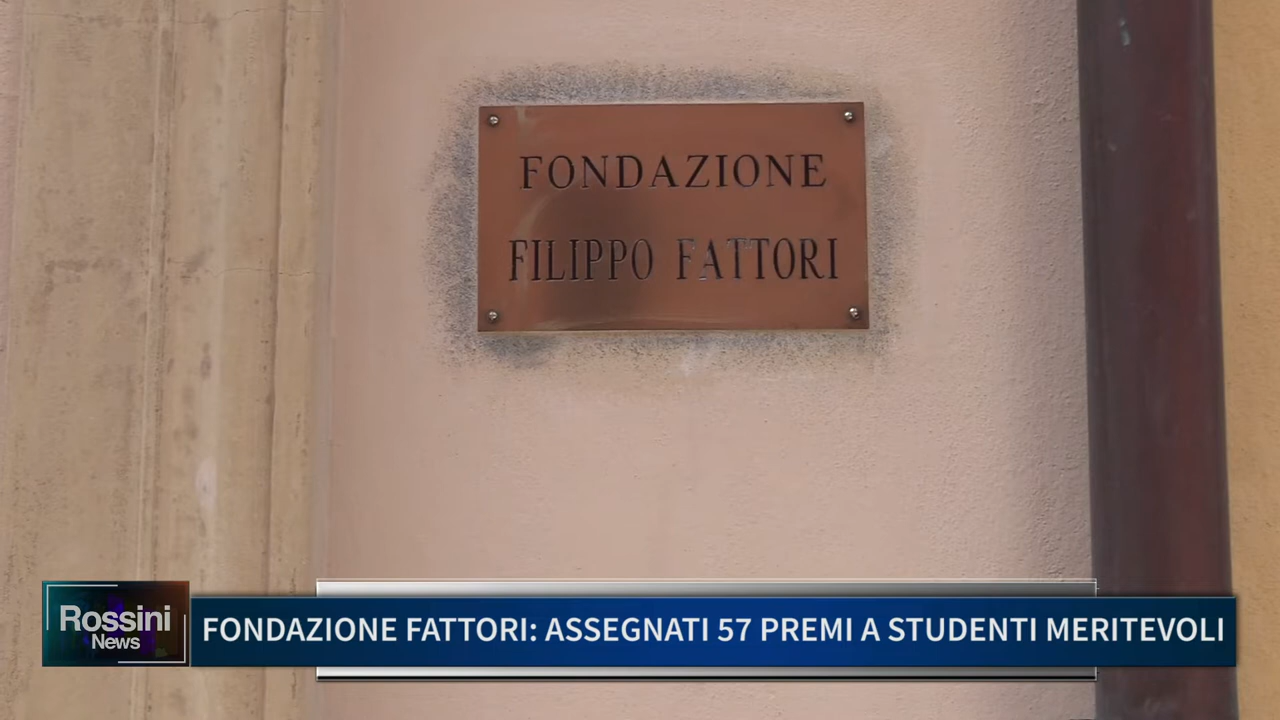 FONDAZIONE
FILIPPO FATTORI
Rossini
News
FONDAZIONE FATTORI: ASSEGNATI 57 PREMI A STUDENTI MERITEVOLI